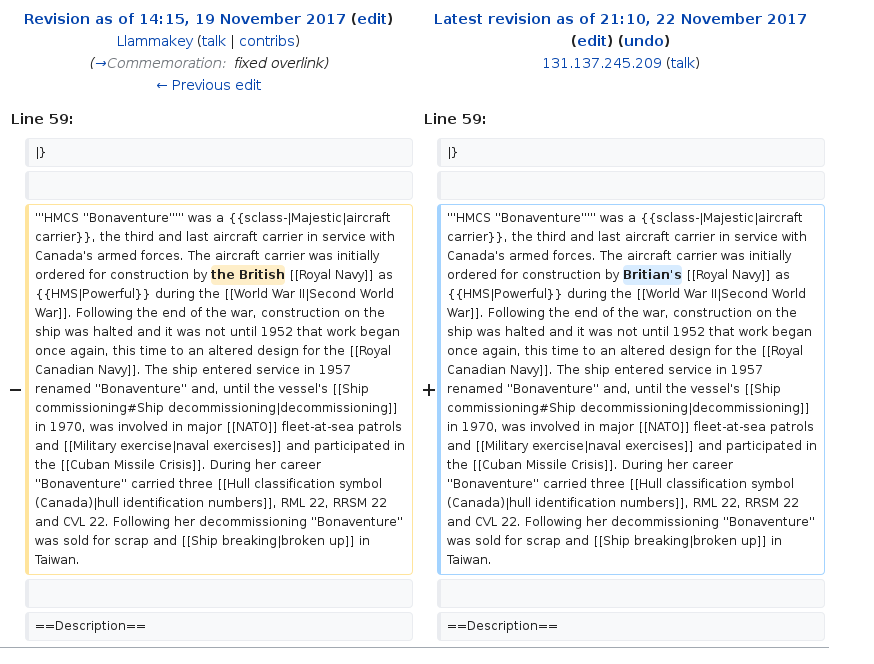 Revision as of 14:15, 19 November 2017 (edit)
Llammakey (talk | contribs)
(→Commemoration: fixed overlink)
← Previous edit
Latest revision as of 21:10, 22 November 2017
(edit) (undo)
131.137.245.209 (talk)
Line 59:
Line 59:
|}
|}
−
'''HMCS ''Bonaventure''''' was a {{sclass-|Majestic|aircraft
carrier}}, the third and last aircraft carrier in service with
Canada's armed forces. The aircraft carrier was initially
ordered for construction by the British [[Royal Navy]] as
{{HMS|Powerful}} during the [[World War II|Second World
War]]. Following the end of the war, construction on the
ship was halted and it was not until 1952 that work began
once again, this time to an altered design for the [[Royal
Canadian Navy]]. The ship entered service in 1957
renamed ''Bonaventure'' and, until the vessel's [[Ship
commissioning#Ship decommissioning|decommissioning]]
in 1970, was involved in major [[NATO]] fleet-at-sea patrols
and [[Military exercise|naval exercises]] and participated in
the [[Cuban Missile Crisis]]. During her career
''Bonaventure'' carried three [[Hull classification symbol
(Canada)|hull identification numbers]], RML 22, RRSM 22
and CVL 22. Following her decommissioning ''Bonaventure''
was sold for scrap and [[Ship breaking|broken up]] in
Taiwan.
+
'''HMCS ''Bonaventure''''' was a {{sclass-|Majestic|aircraft
carrier}}, the third and last aircraft carrier in service with
Canada's armed forces. The aircraft carrier was initially
ordered for construction by Britian's [[Royal Navy]] as
{{HMS|Powerful}} during the [[World War II|Second World
War]]. Following the end of the war, construction on the
ship was halted and it was not until 1952 that work began
once again, this time to an altered design for the [[Royal
Canadian Navy]]. The ship entered service in 1957
renamed ''Bonaventure'' and, until the vessel's [[Ship
commissioning#Ship decommissioning|decommissioning]]
in 1970, was involved in major [[NATO]] fleet-at-sea patrols
and [[Military exercise|naval exercises]] and participated in
the [[Cuban Missile Crisis]]. During her career
''Bonaventure'' carried three [[Hull classification symbol
(Canada)|hull identification numbers]], RML 22, RRSM 22
and CVL 22. Following her decommissioning ''Bonaventure''
was sold for scrap and [[Ship breaking|broken up]] in
Taiwan.
==Description==
==Description==